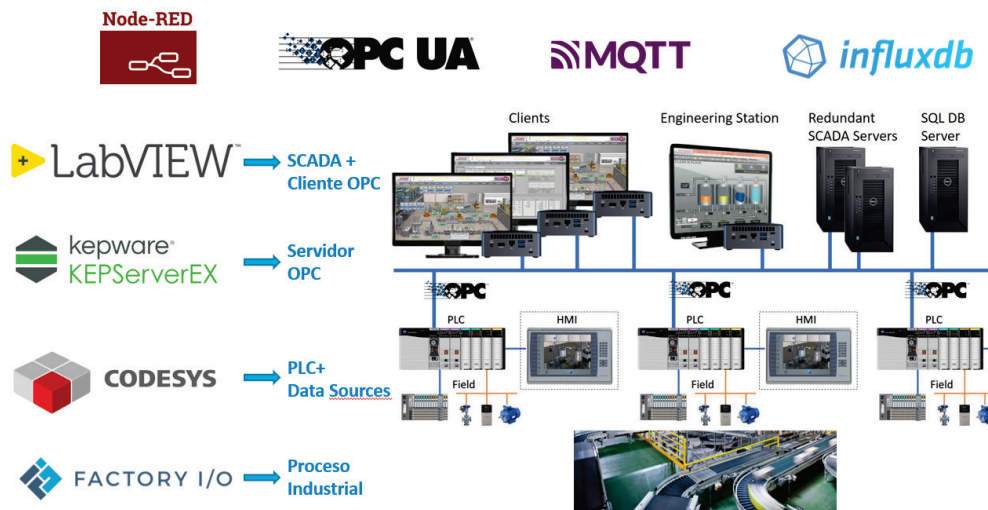 Node-RED
OPC UA
MQTT
influxdb
Clients
Engineering Station
Redundant
SCADA Servers
SQL DB
Server
LabVIEW™
SCADA +
Cliente OPC
kepware®
KEPServerEX
Servidor
OPC
OPC
OPC
OPC
PLC
HMI
PLC
HMI
PLC
Field
Field
Field
CODESYS
PLC+
Data Sources
FACTORY I/O
Proceso
Industrial